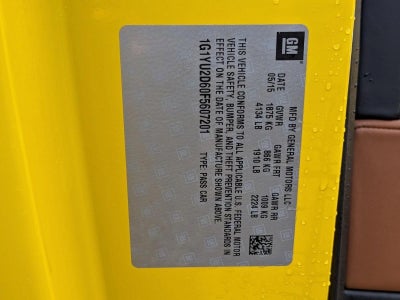 GM
MFD BY GENERAL MOTORS LLC
DATE GVWR GAWR FRT GAWR RR
05/15 1875 KG 866 KG 1009 KG
4134 LB 1910 LB 2224 LB
THIS VEHICLE CONFORMS TO ALL APPLICABLE U.S. FEDERAL MOTOR
VEHICLE SAFETY, BUMPER, AND THEFT PREVENTION STANDARDS IN
EFFECT ON THE DATE OF MANUFACTURE SHOWN ABOVE.
1G1YU2D60F5607201 TYPE: PASS CAR